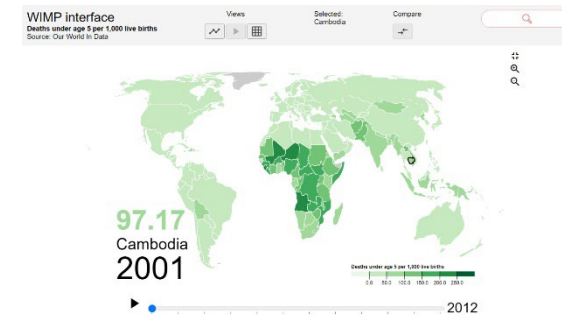 WIMP interface
Deaths under age 5 per 1,000 live births
Source: Our World In Data
Views
Selected:
Cambodia
Compare
97.17
Cambodia
2001
Deaths under age 5 per 1,000 live births
0.0 50.0 100.0 150.0 200.0 250.0
2012